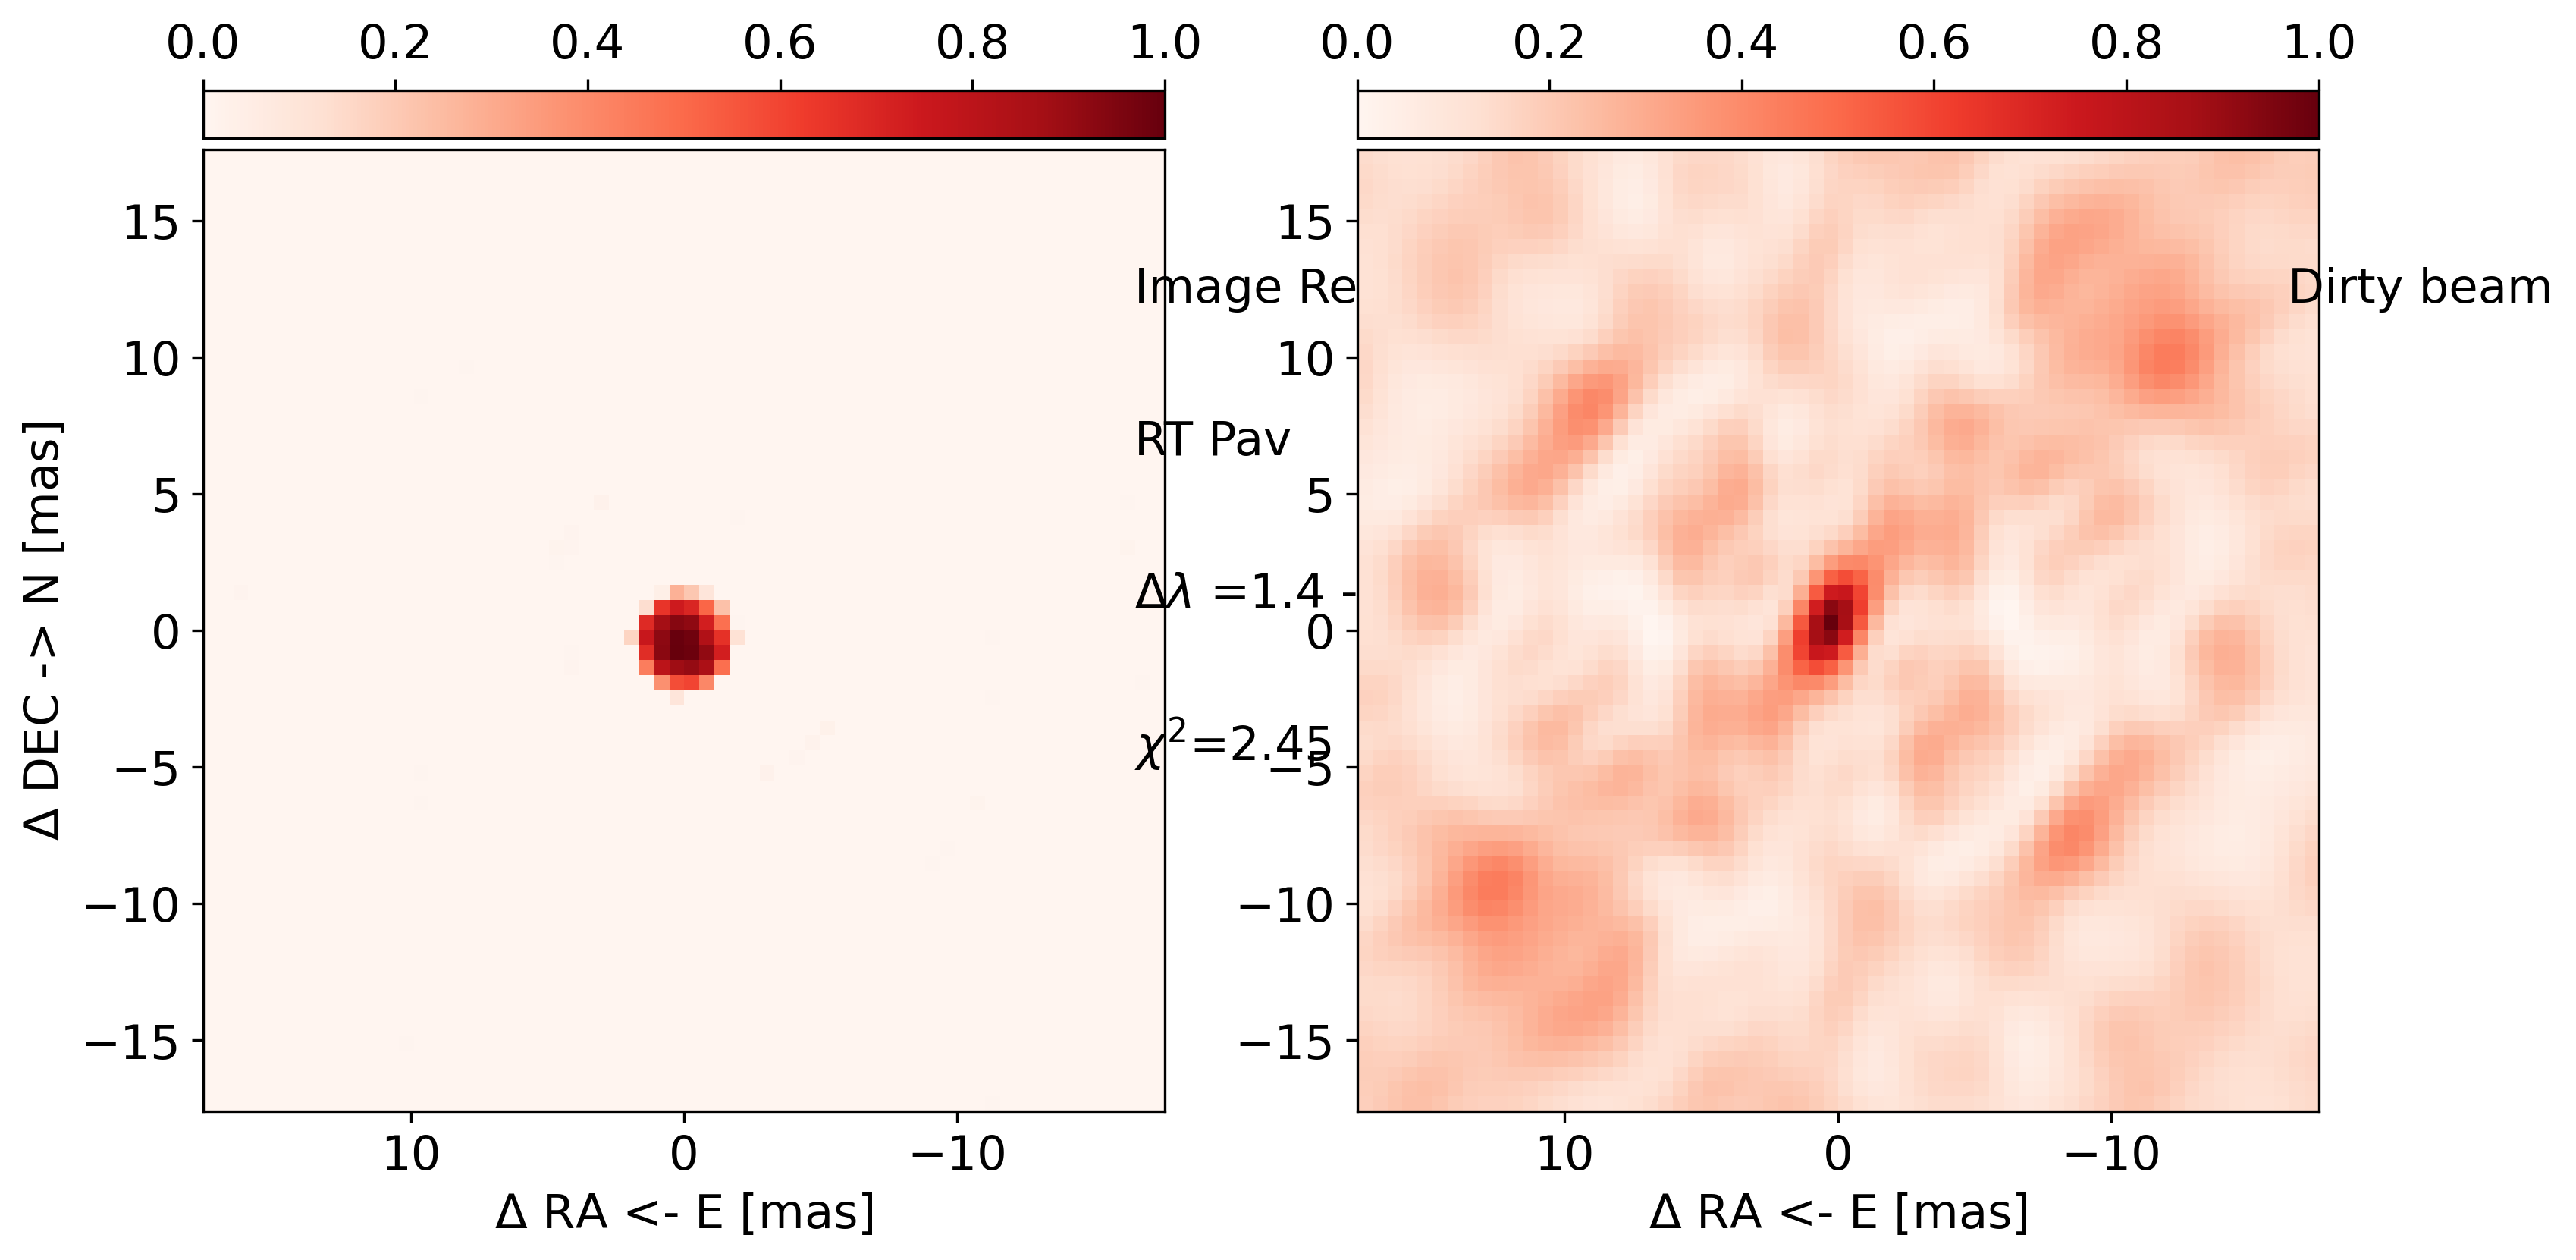 0.0 0.2 0.4 0.6 0.8 1.0
0.0 0.2 0.4 0.6 0.8 1.0
Δ DEC -> N [mas]
15
10
5
0
−5
−10
−15
10 0 −10
Δ RA <- E [mas]
Image Re
RT Pav
Δλ =1.4 -
χ²=2.45
15
10
5
0
−5
−10
−15
10 0 −10
Δ RA <- E [mas]
Dirty beam